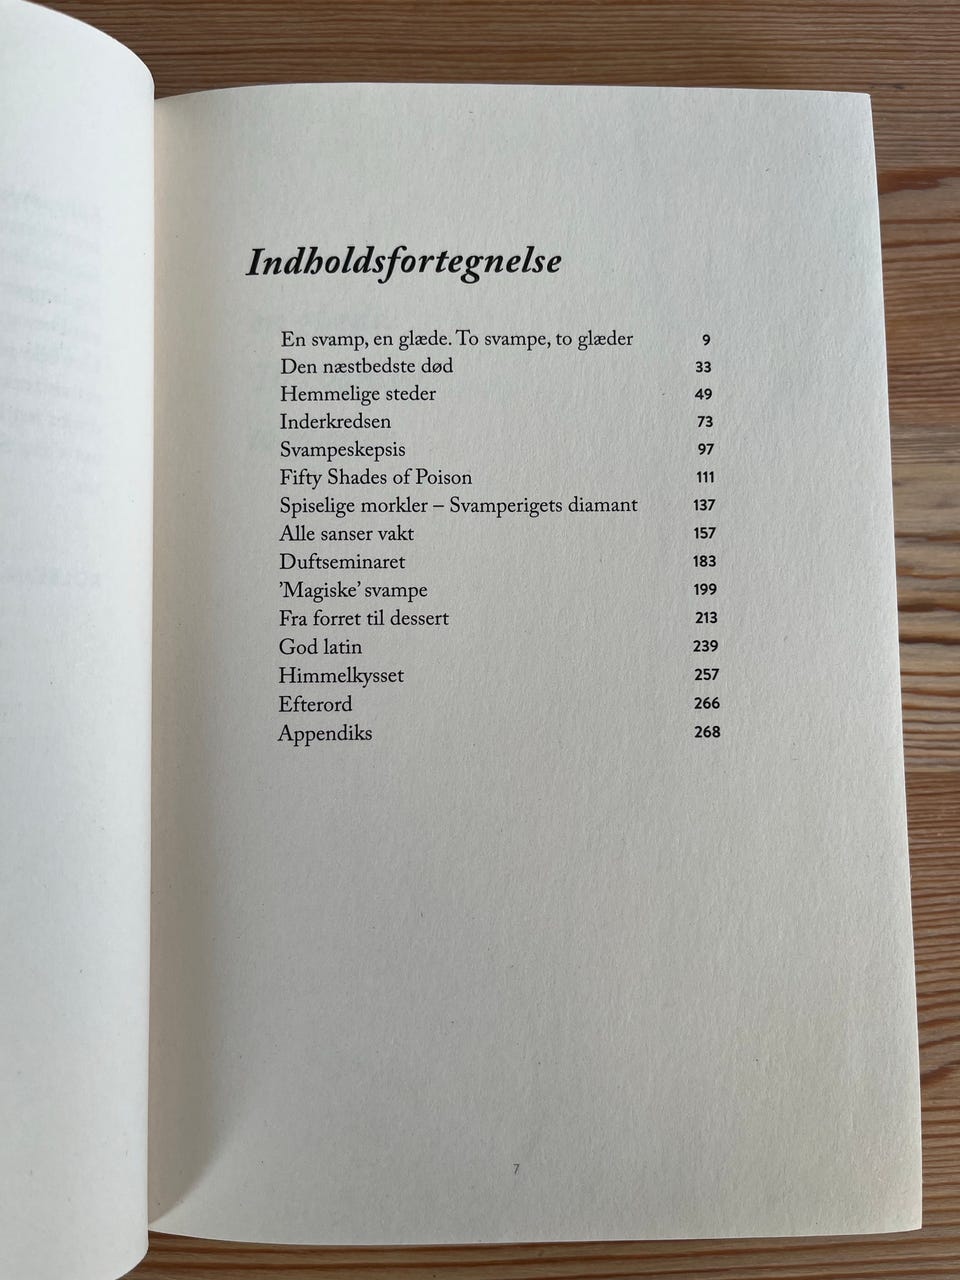 Indholdsfortegnelse
En svamp, en glæde. To svampe, to glæder 9
Den næstbedste død 33
Hemmelige steder 49
Inderkredsen 73
Svampeskepsis 97
Fifty Shades of Poison 111
Spiselige morkler – Svamperigets diamant 137
Alle sanser vakt 157
Duftseminaret 183
’Magiske’ svampe 199
Fra forret til dessert 213
God latin 239
Himmelkysset 257
Efterord 266
Appendiks 268
7